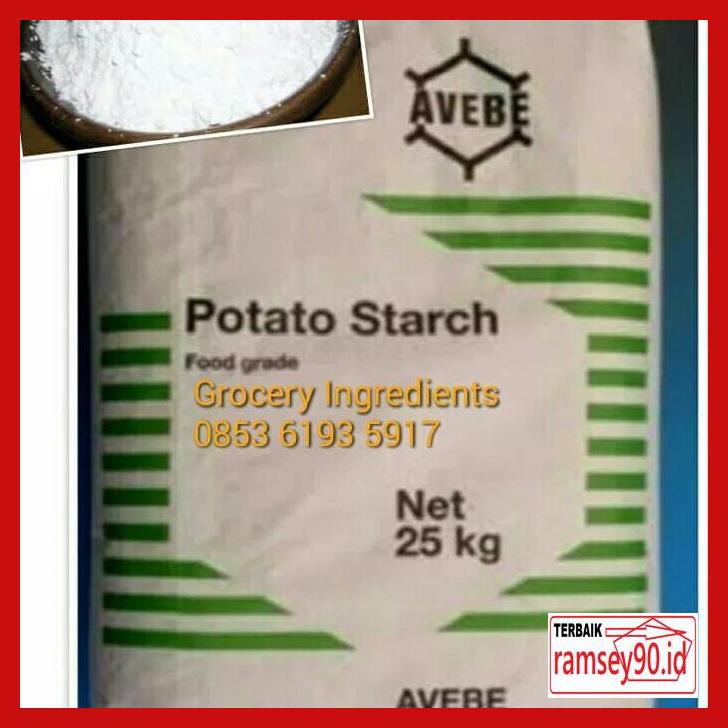 AVEBE
Potato Starch
Food grade
Grocery Ingredients
0853 6193 5917
Net
25 kg
TERBAIK
ramsey90.id
AVEBE